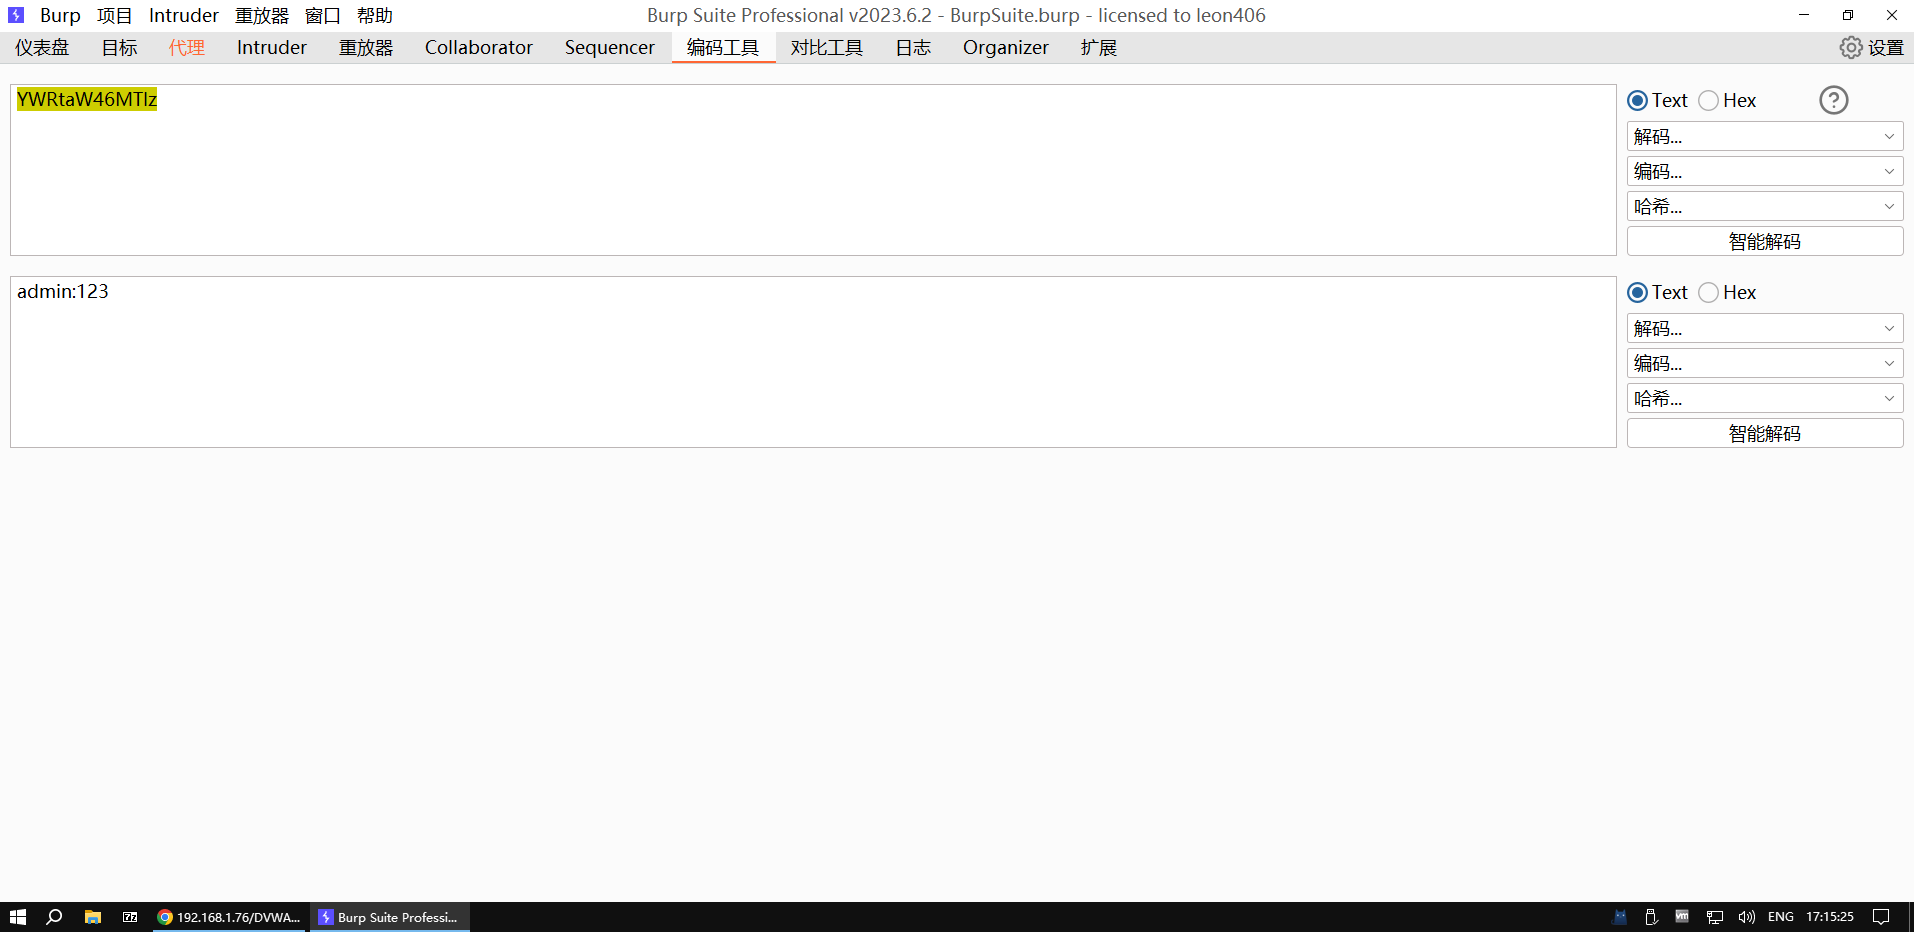 Burp 项目 Intruder 重放器 窗口 帮助 Burp Suite Professional v2023.6.2 - BurpSuite.burp - licensed to leon406
仪表盘 目标 代理 Intruder 重放器 Collaborator Sequencer 编码工具 对比工具 日志 Organizer 扩展 设置
YWRtaW46MTIz Text Hex ?
解码...
编码...
哈希...
智能解码
admin:123 Text Hex
解码...
编码...
哈希...
智能解码
192.168.1.76/DVWA... Burp Suite Professi... vm ENG 17:15:25